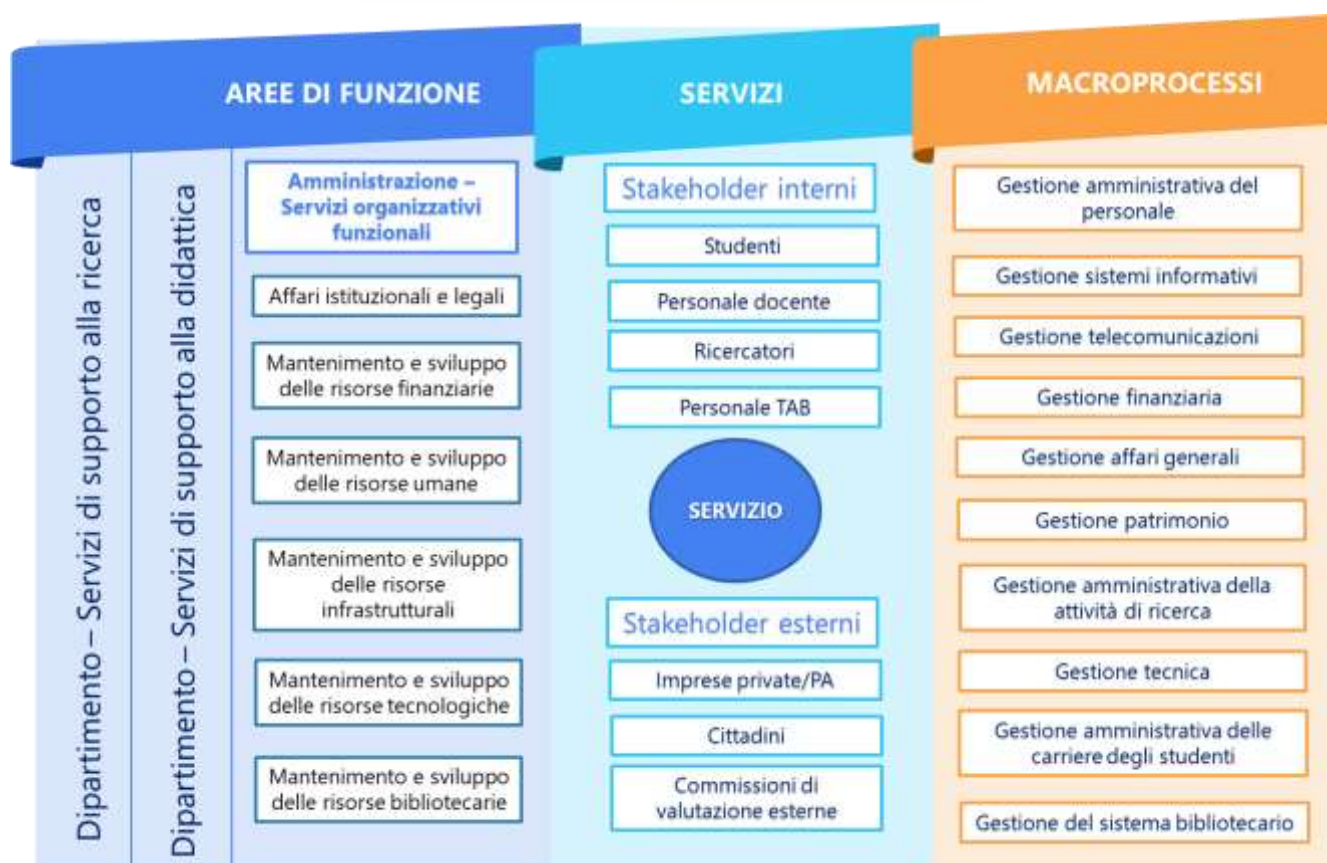 AREE DI FUNZIONE
SERVIZI
MACROPROCESSI
Dipartimento – Servizi di supporto alla ricerca
Dipartimento – Servizi di supporto alla didattica
Amministrazione –
Servizi organizzativi
funzionali
Affari istituzionali e legali
Mantenimento e sviluppo
delle risorse finanziarie
Mantenimento e sviluppo
delle risorse umane
Mantenimento e sviluppo
delle risorse
infrastrutturali
Mantenimento e sviluppo
delle risorse tecnologiche
Mantenimento e sviluppo
delle risorse bibliotecarie
Stakeholder interni
Studenti
Personale docente
Ricercatori
Personale TAB
SERVIZIO
Stakeholder esterni
Imprese private/PA
Cittadini
Commissioni di
valutazione esterne
Gestione amministrativa del
personale
Gestione sistemi informativi
Gestione telecomunicazioni
Gestione finanziaria
Gestione affari generali
Gestione patrimonio
Gestione amministrativa della
attività di ricerca
Gestione tecnica
Gestione amministrativa delle
carriere degli studenti
Gestione del sistema bibliotecario